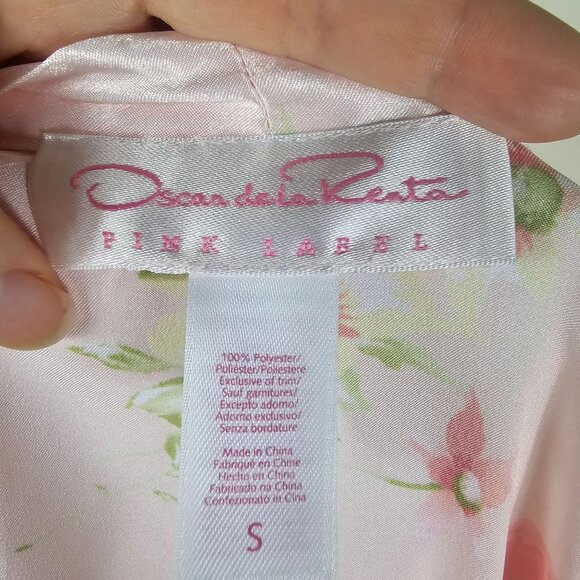 Oscar de la Renta
PINK LABEL
100% Polyester/
Poliéster/Poliestere
Exclusive of trim/
Sauf garnitures/
Excepto adorno/
Adorno exclusivo/
Senza bordature
Made in China
Fabriqué en Chine
Hecho en China
Fabricado na China
Confezionato in Cina
S